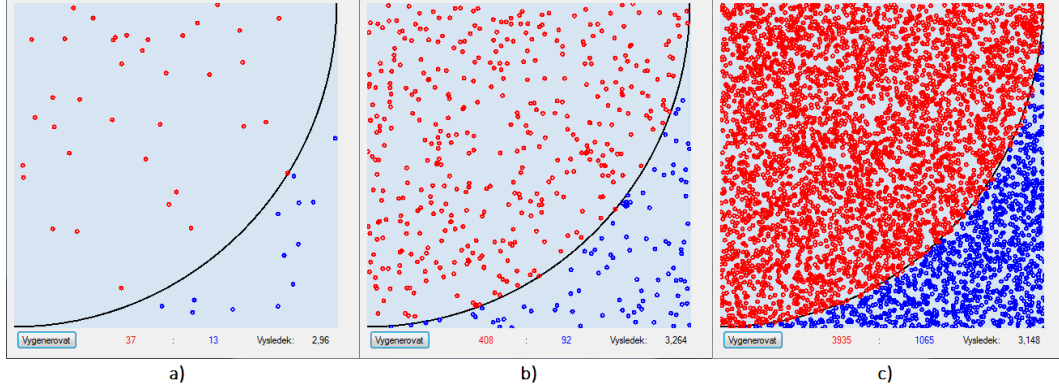 Vygenerovat 37 : 13 Vysledek: 2,96
Vygenerovat 408 : 92 Vysledek: 3,264
Vygenerovat 3935 : 1065 Vysledek: 3,148
a) b) c)